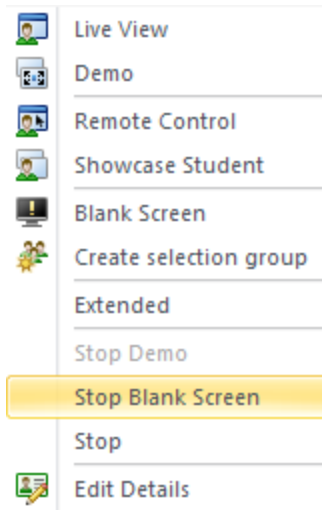 Live View
Demo
Remote Control
Showcase Student
Blank Screen
Create selection group
Extended
Stop Demo
Stop Blank Screen
Stop
Edit Details